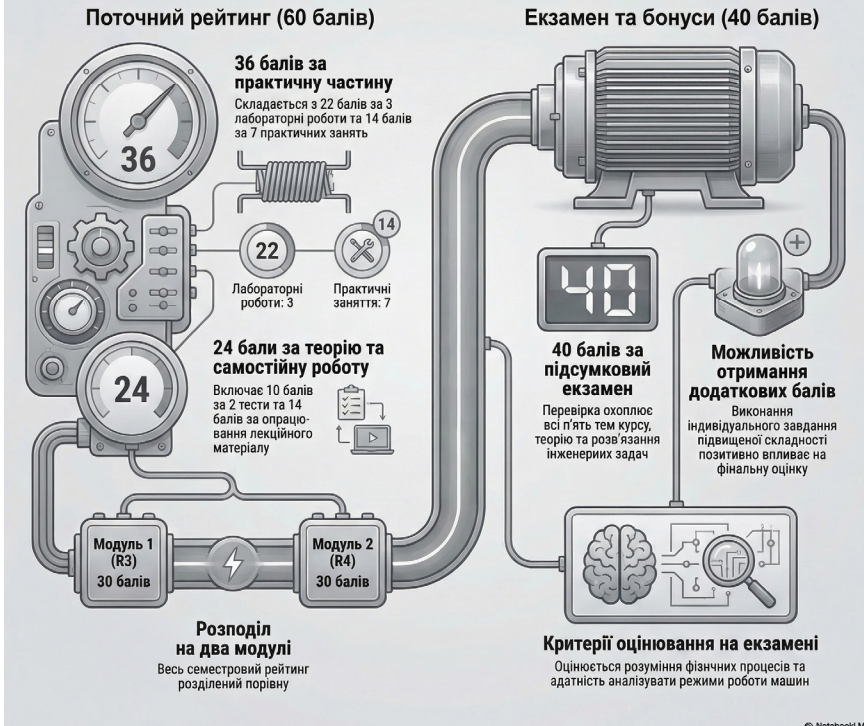 Поточний рейтинг (60 балів)
36 балів за
практичну частину
Складається з 22 балів за 3
лабораторні роботи та 14 балів
за 7 практичних занять
36
22
14
Лабораторні
роботи: 3
Практичні
заняття: 7
24 бали за теорію та
самостійну роботу
Включає 10 балів
за 2 тести та 14
балів за опрацю-
вання лекційного
матеріалу
24
Модуль 1
(R3)
30 балів
Модуль 2
(R4)
30 балів
Розподіл
на два модулі
Весь семестровий рейтинг
розділений порівну
Екзамен та бонуси (40 балів)
40
40 балів за
підсумковий
екзамен
Перевірка охоплює
всі п'ять тем курсу,
теорію та розв'язання
інженериих задач
+
Можливість
отримання
додаткових балів
Виконання
індивідуального завдання
підвищеної складності
позитивно впливає на
фінальну оцінку
Критерії оцінювання на екзамені
Оцінюється розуміння фізнчних процесів та
адатність аналізувати режими роботи машин